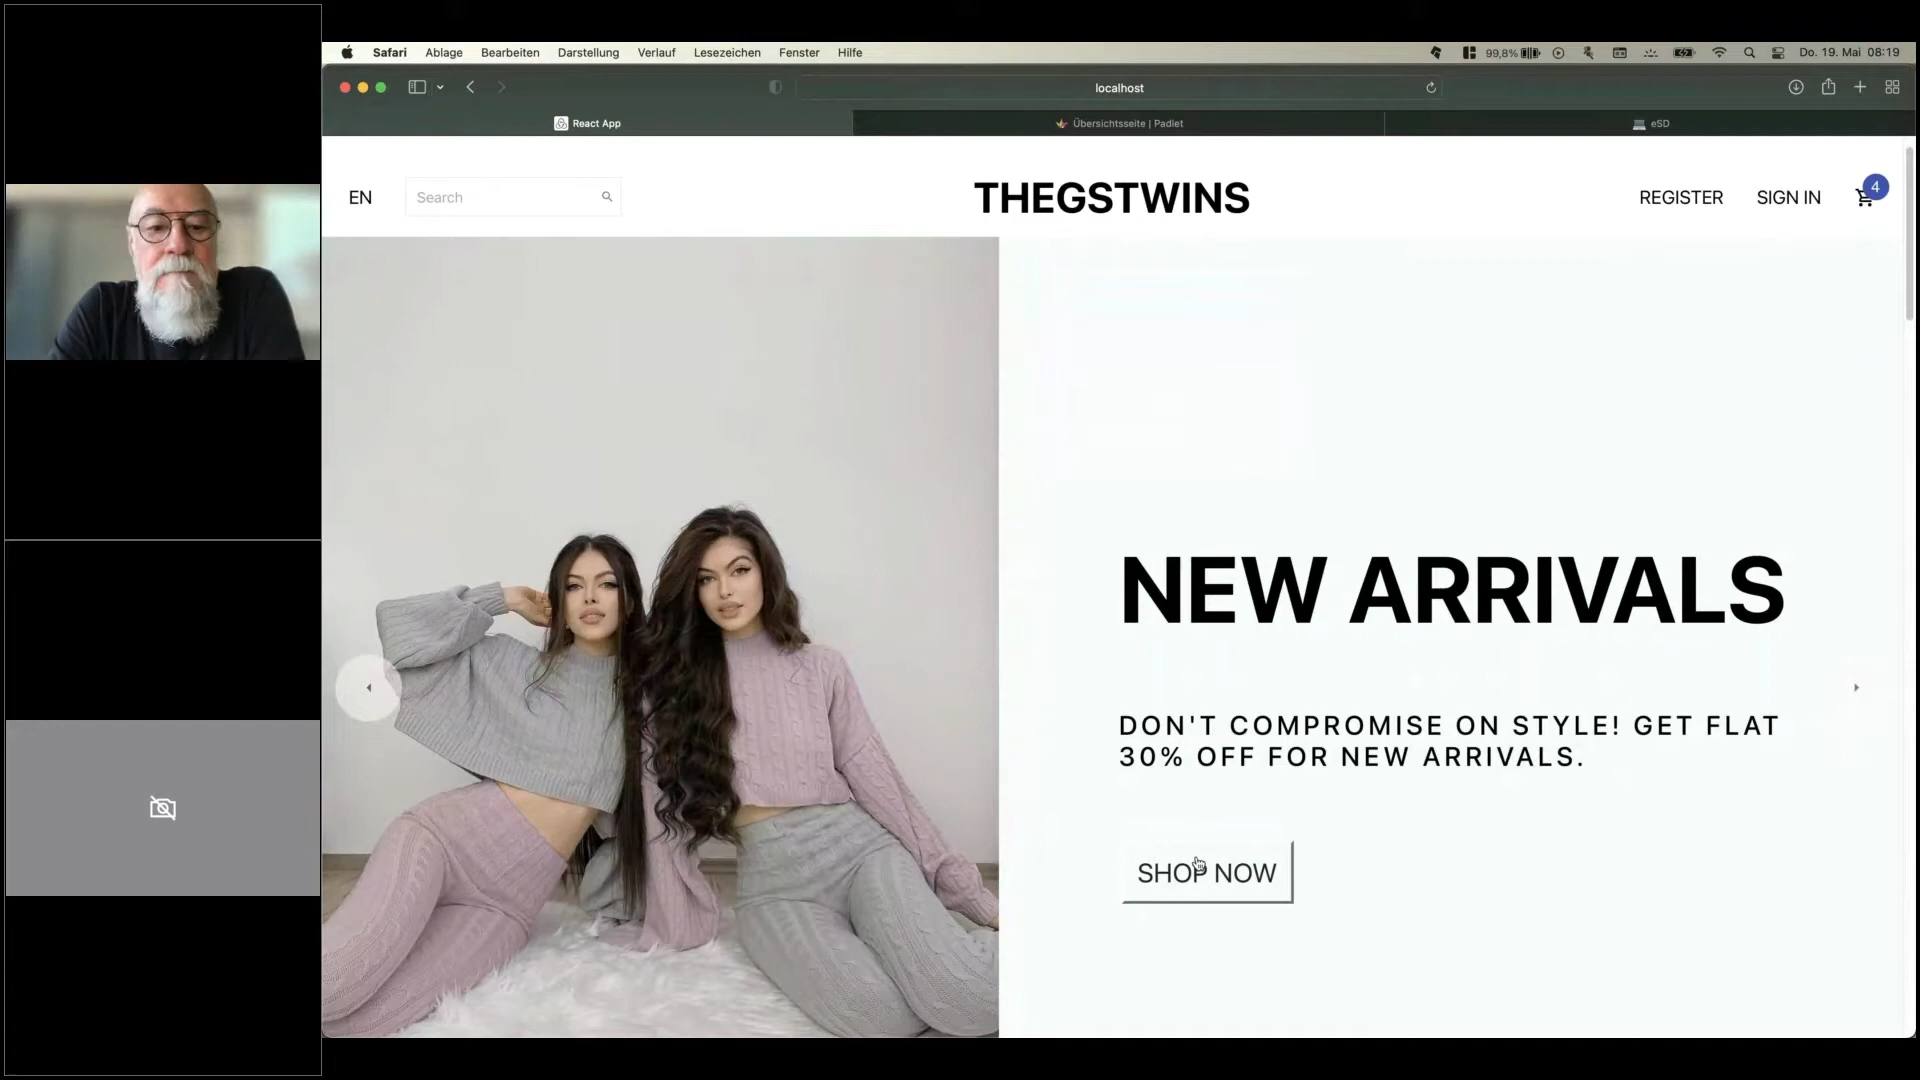 Safari Ablage Bearbeiten Darstellung Verlauf Lesezeichen Fenster Hilfe 99,8% Do. 19. Mai 08:19
localhost
React App Übersichtsseite | Padlet eSD
EN Search THEGSTWINS REGISTER SIGN IN 4
NEW ARRIVALS
DON'T COMPROMISE ON STYLE! GET FLAT
30% OFF FOR NEW ARRIVALS.
SHOP NOW